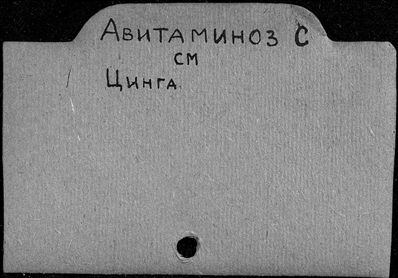 Авитаминоз С
см
Цинга